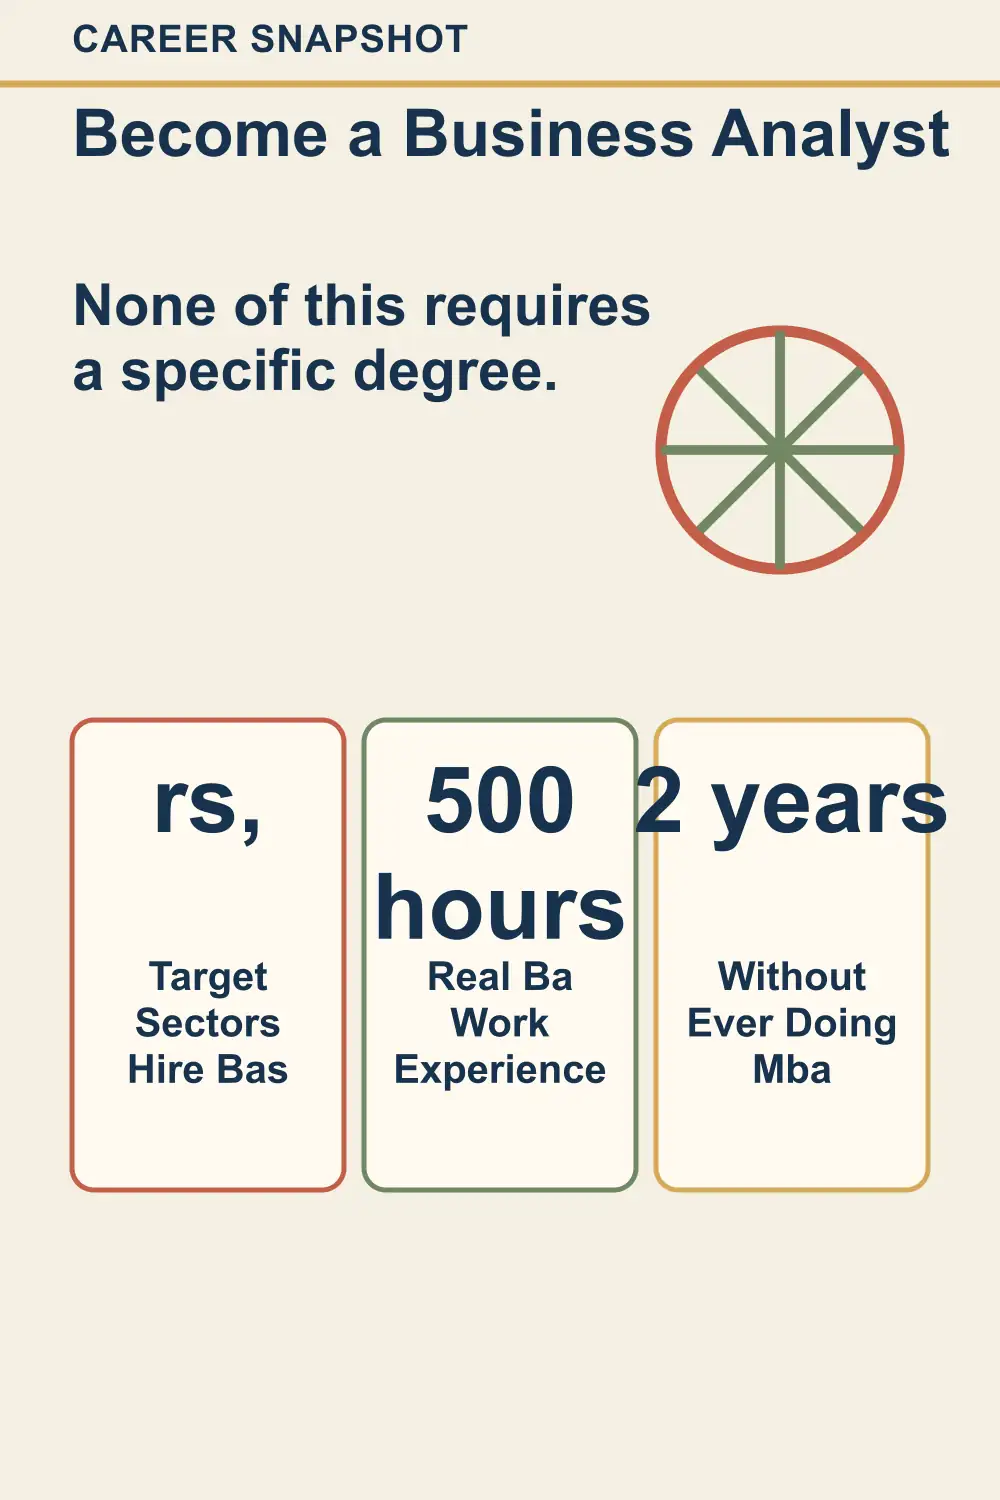 CAREER SNAPSHOT
Become a Business Analyst
None of this requires
a specific degree.
rs,
Target
Sectors
Hire Bas
500
hours
Real Ba
Work
Experience
2 years
Without
Ever Doing
Mba